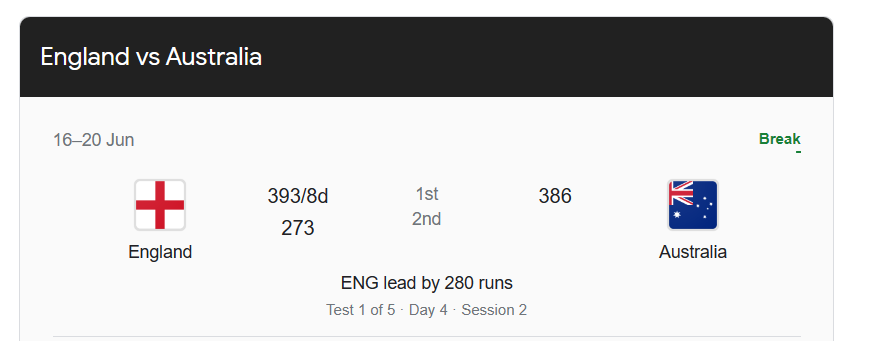 England vs Australia
16–20 Jun Break
393/8d 1st 386
273 2nd
England Australia
ENG lead by 280 runs
Test 1 of 5 · Day 4 · Session 2